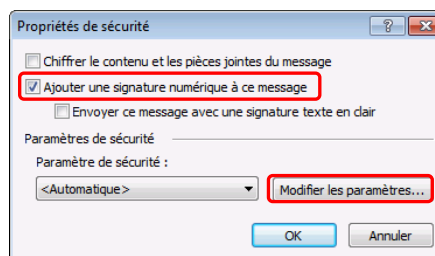 Propriétés de sécurité
Chiffrer le contenu et les pièces jointes du message
Ajouter une signature numérique à ce message
Envoyer ce message avec une signature texte en clair
Paramètres de sécurité
Paramètre de sécurité :
<Automatique> Modifier les paramètres...
OK Annuler